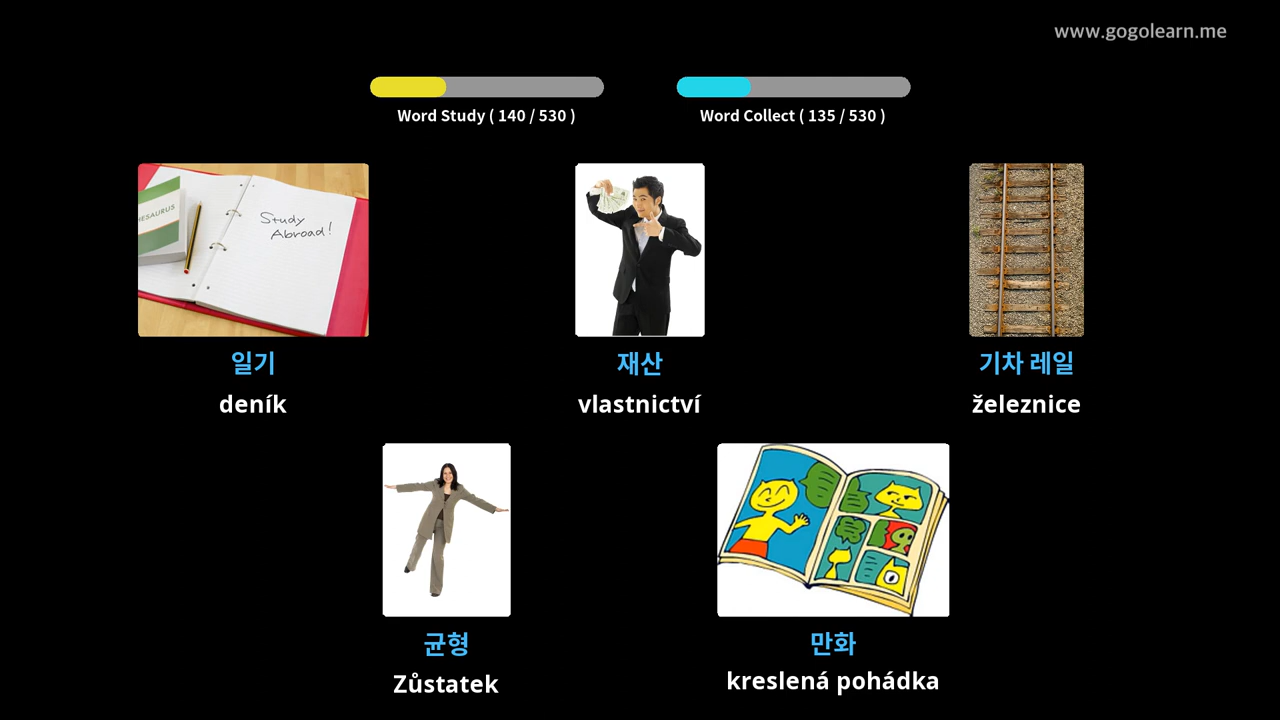 www.gogolearn.me
Word Study ( 140 / 530 )
Word Collect ( 135 / 530 )
HESAURUS
Study
Abroad!
일기
deník
재산
vlastnictví
기차 레일
železnice
균형
Zůstatek
만화
kreslená pohádka